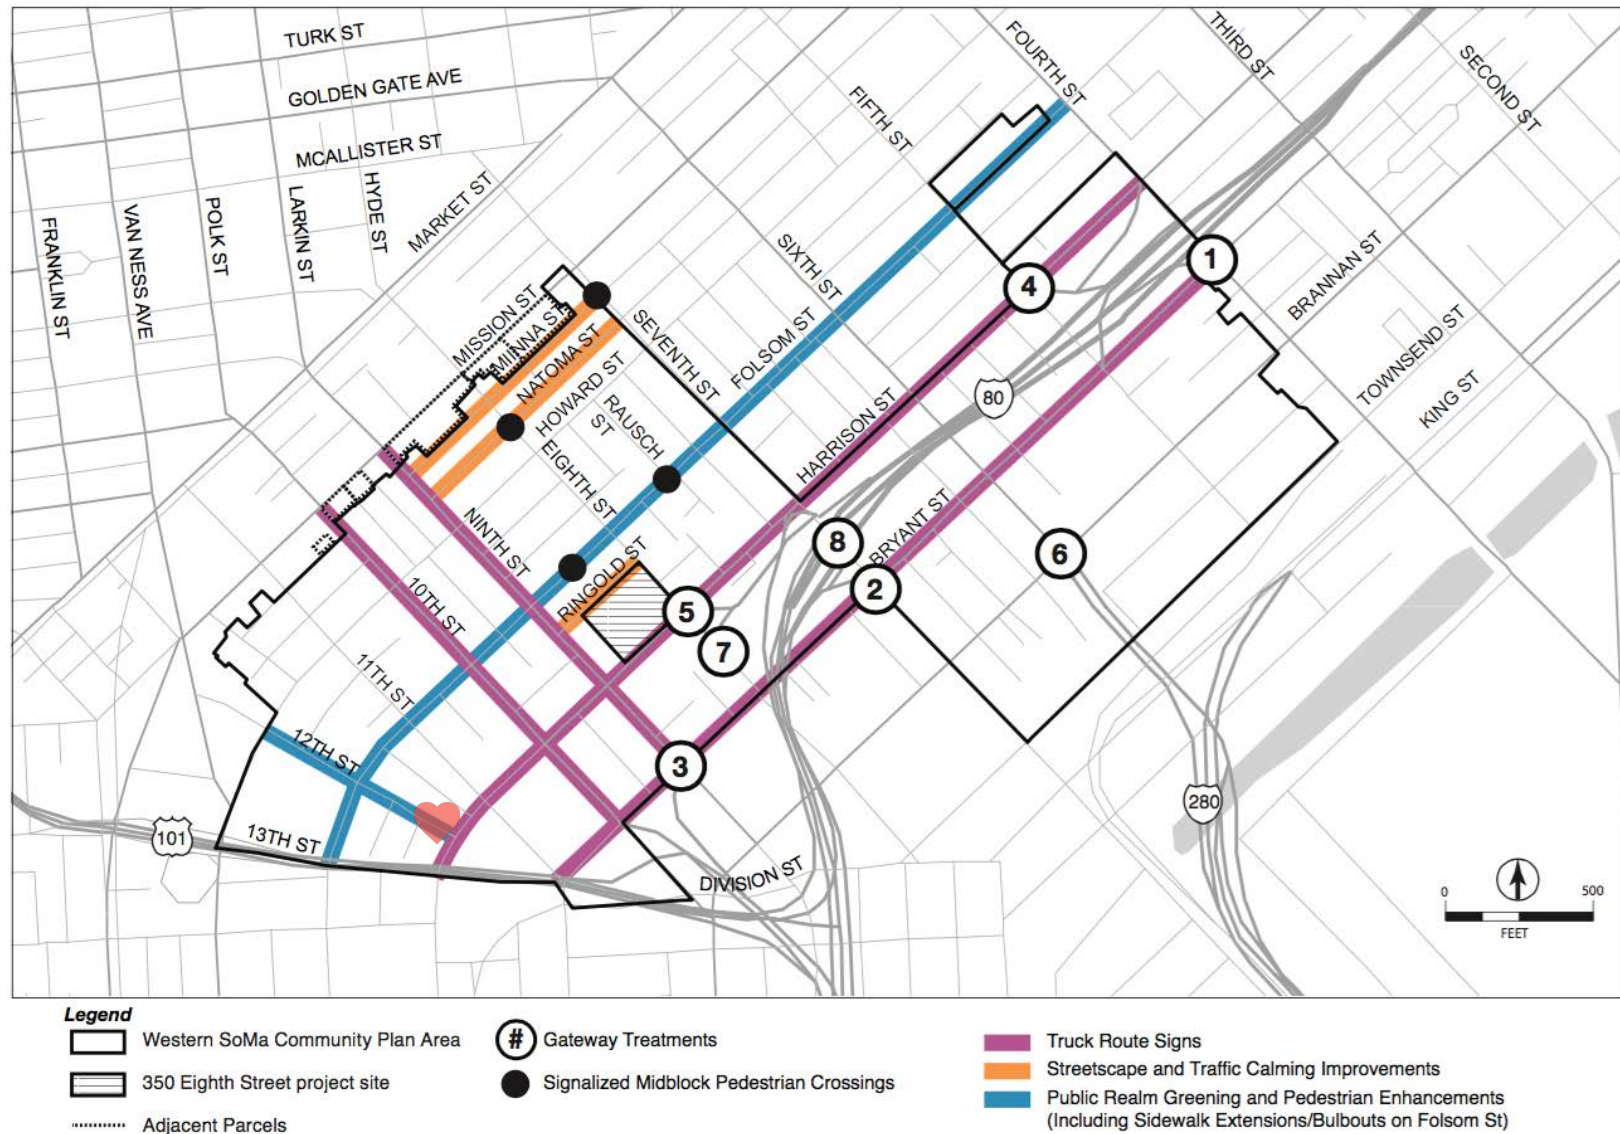 TURK ST
GOLDEN GATE AVE
MCALLISTER ST
FRANKLIN ST
VAN NESS AVE
POLK ST
LARKIN ST
HYDE ST
MARKET ST
FOURTH ST
THIRD ST
SECOND ST
FIFTH ST
SIXTH ST
MISSION ST
MIINNA ST
NATOMA ST
HOWARD ST
RAUSCH
ST
SEVENTH ST
FOLSOM ST
EIGHTH ST
HARRISON ST
BRYANT ST
BRANNAN ST
TOWNSEND ST
KING ST
NINTH ST
RINGOLD ST
10TH ST
11TH ST
12TH ST
13TH ST
DIVISION ST
1
4
80
8
2
6
5
7
3
101
280
0
500
FEET
Legend
Western SoMa Community Plan Area
350 Eighth Street project site
Adjacent Parcels
# Gateway Treatments
Signalized Midblock Pedestrian Crossings
Truck Route Signs
Streetscape and Traffic Calming Improvements
Public Realm Greening and Pedestrian Enhancements
(Including Sidewalk Extensions/Bulbouts on Folsom St)